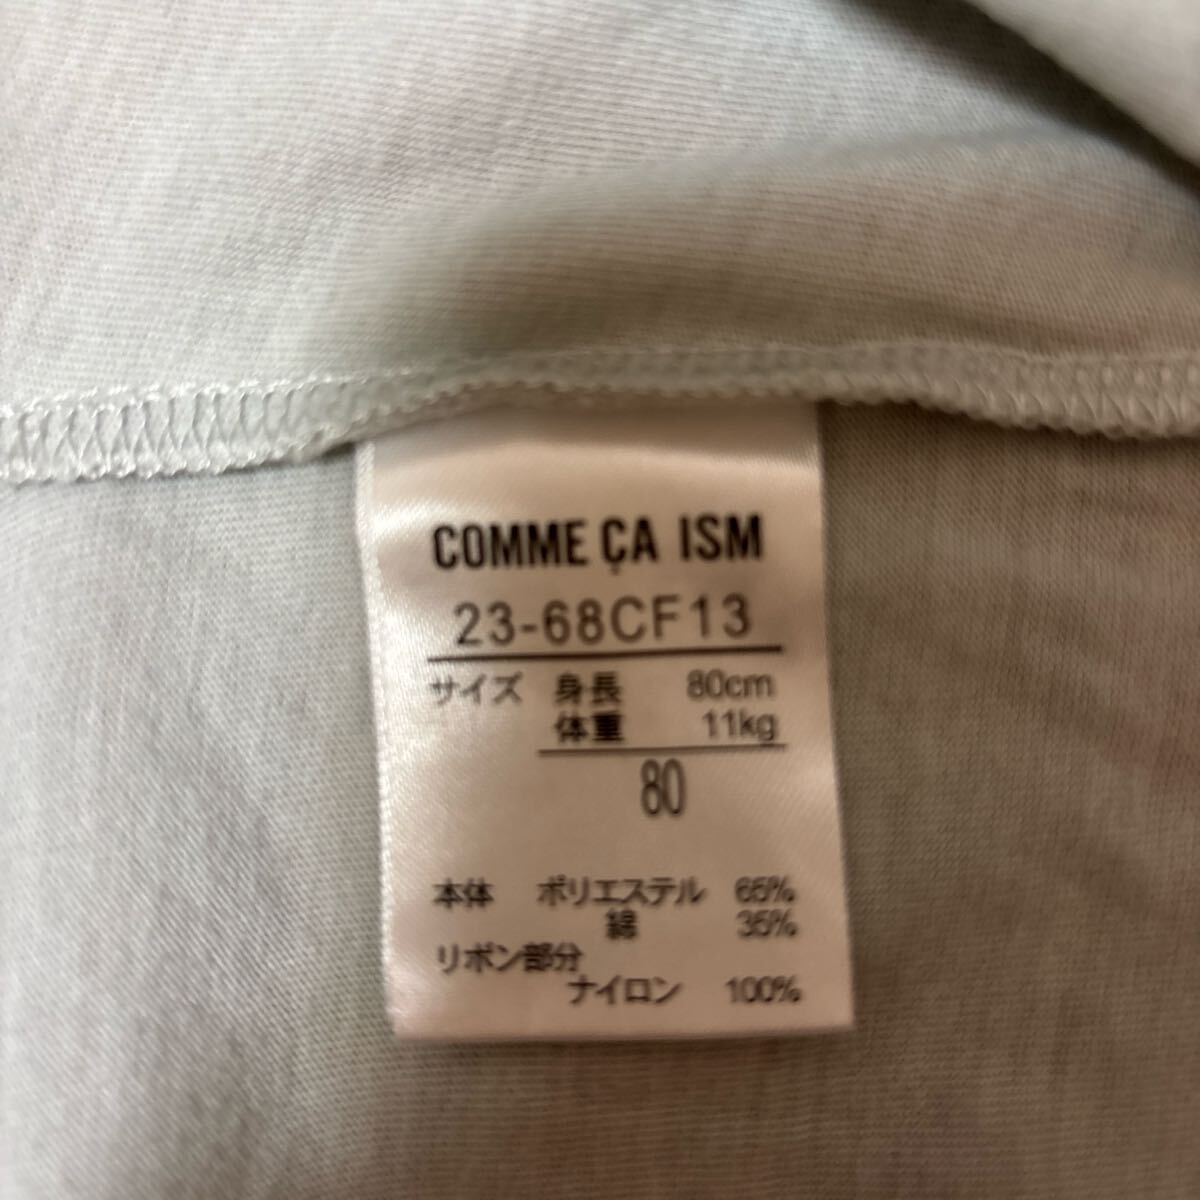 COMME ÇA ISM
23-68CF13
サイズ 身長 80cm
体重 11kg
80
本体 ポリエステル 65%
綿 35%
リボン部分
ナイロン 100%